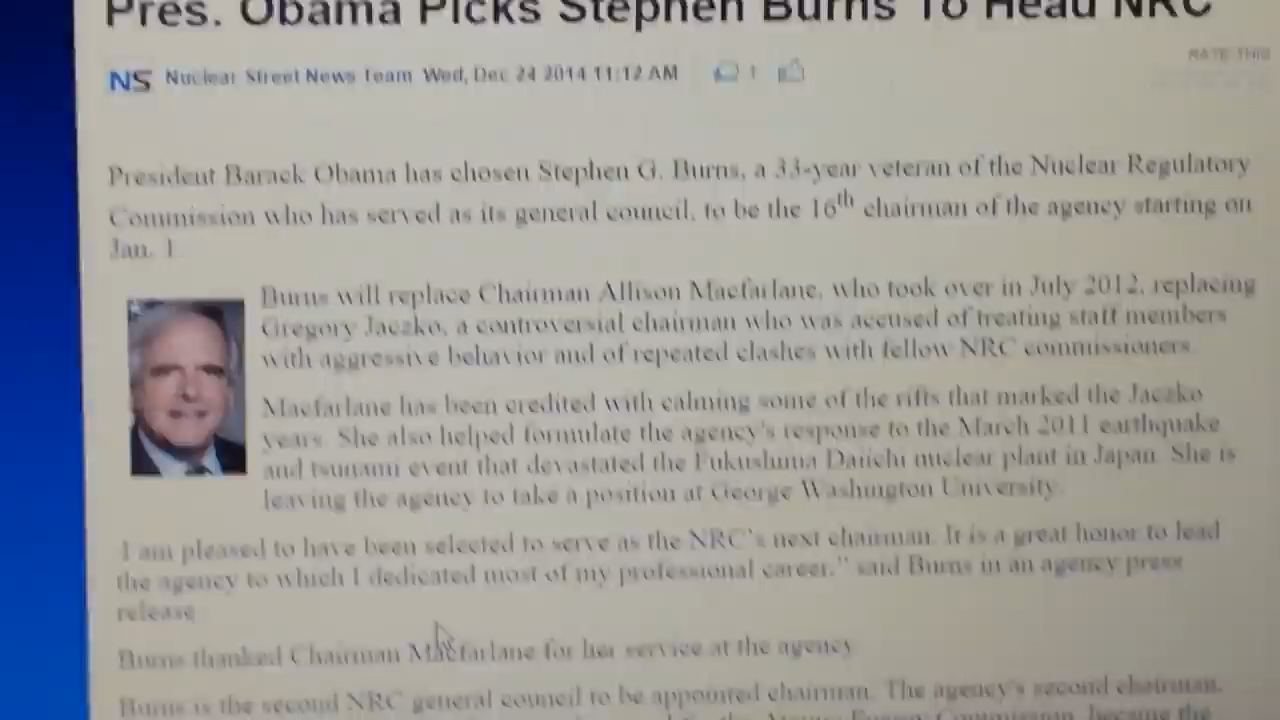 Pres. Obama Picks Stephen Burns To Head NRC
RATE THIS
NS Nuclear Street News Team Wed, Dec 24 2014 11:12 AM 1
President Barack Obama has chosen Stephen G. Burns, a 33-year veteran of the Nuclear Regulatory
Commission who has served as its general council, to be the 16th chairman of the agency starting on
Jan. 1.
Burns will replace Chairman Allison Macfarlane, who took over in July 2012, replacing
Gregory Jaczko, a controversial chairman who was accused of treating staff members
with aggressive behavior and of repeated clashes with fellow NRC commissioners.
Macfarlane has been credited with calming some of the rifts that marked the Jaczko
years. She also helped formulate the agency's response to the March 2011 earthquake
and tsunami event that devastated the Fukushima Daiichi nuclear plant in Japan. She is
leaving the agency to take a position at George Washington University.
I am pleased to have been selected to serve as the NRC's next chairman. It is a great honor to lead
the agency to which I dedicated most of my professional career," said Burns in an agency press
release.
Burns thanked Chairman Macfarlane for her service at the agency.
Burns is the second NRC general council to be appointed chairman. The agency's second chairman,
Commission, became the